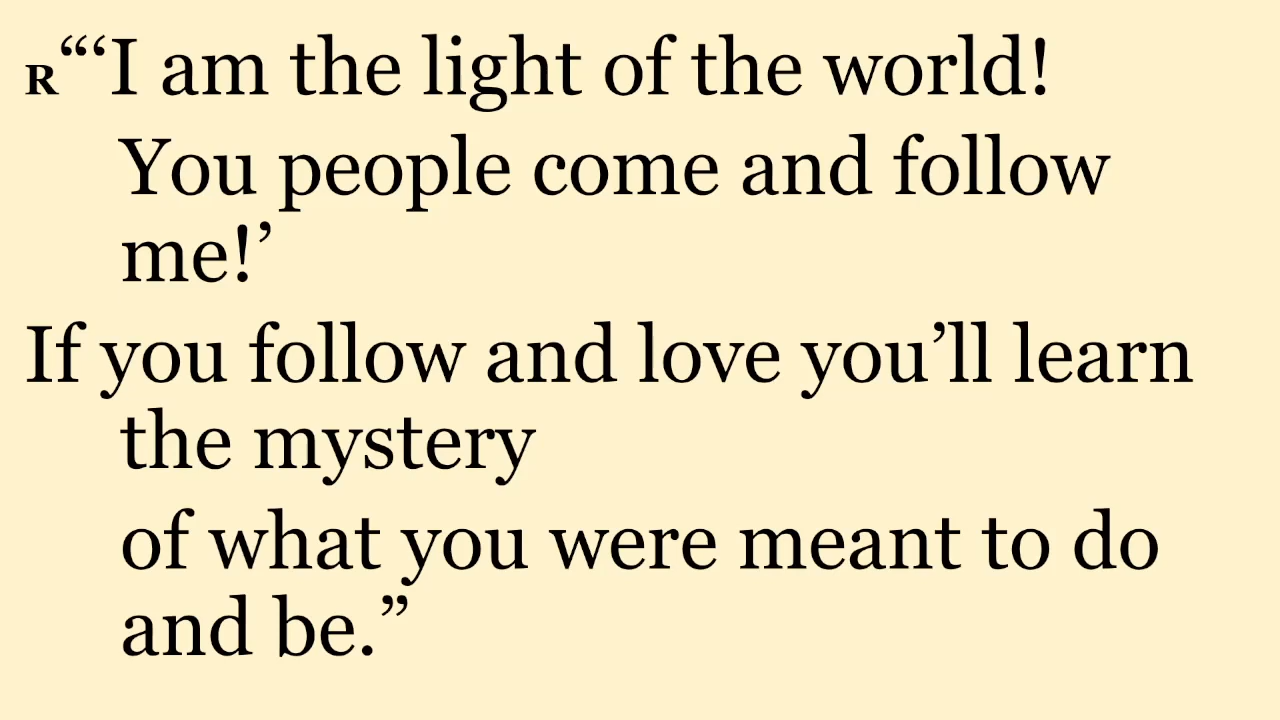 R“‘I am the light of the world!
You people come and follow
me!’
If you follow and love you’ll learn
the mystery
of what you were meant to do
and be.”